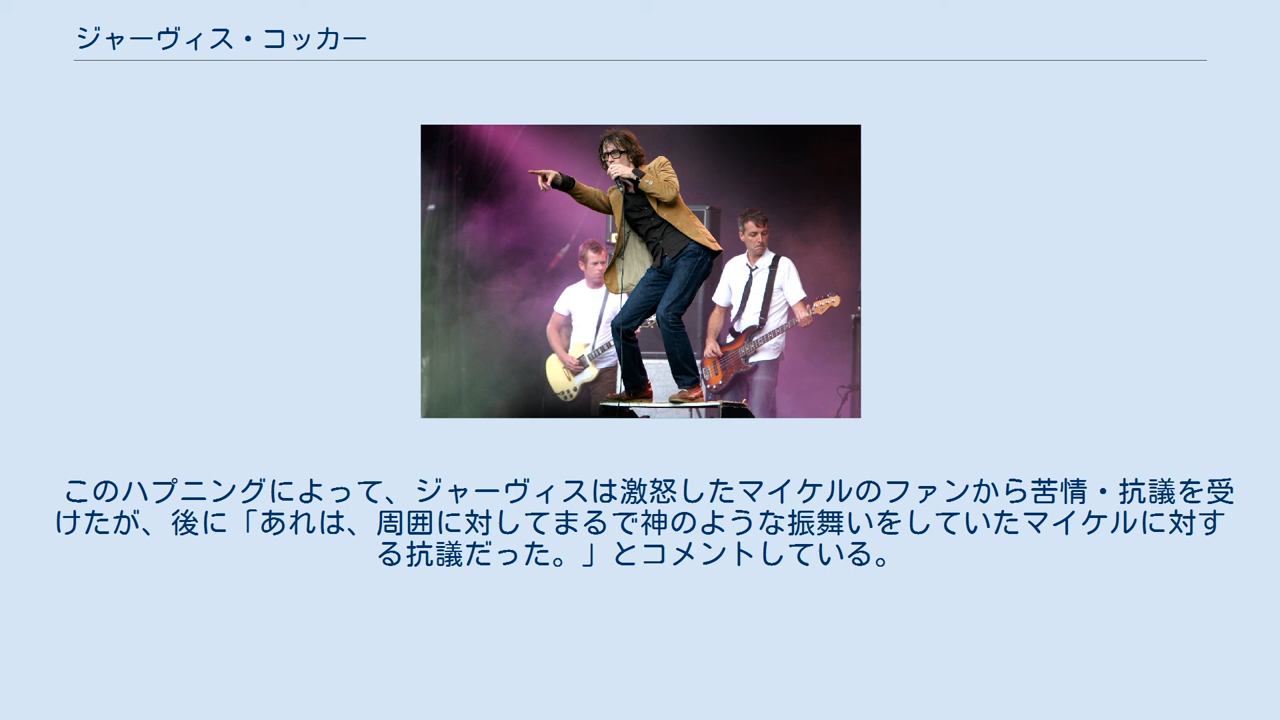 ジャーヴィス・コッカー
このハプニングによって、ジャーヴィスは激怒したマイケルのファンから苦情・抗議を受
けたが、後に「あれは、周囲に対してまるで神のような振舞いをしていたマイケルに対す
る抗議だった。」とコメントしている。